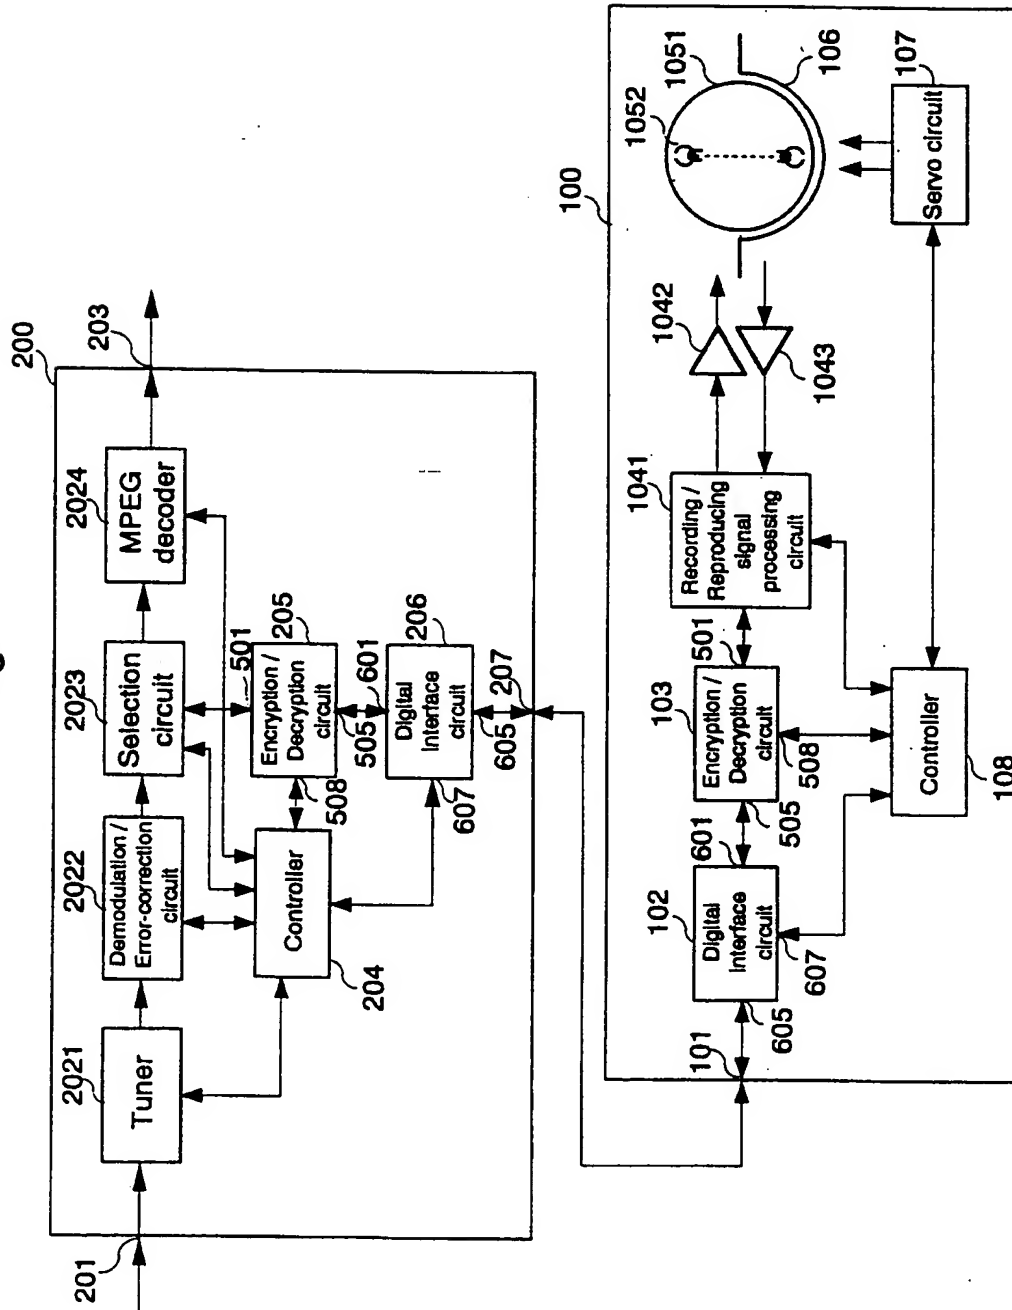 200
201
2021
Tuner
2022
Demodulation /
Error-correction
circuit
2023
Selection
circuit
2024
MPEG
decoder
203
501
205
Encryption /
Decryption
circuit
508
505
601
206
Digital
Interface
circuit
607
605
207
Controller
204
100
101
605
102
Digital
Interface
circuit
601
607
505
103
Encryption /
Decryption
circuit
508
501
1041
Recording /
Reproducing
signal
processing
circuit
1042
1043
1052
1051
106
107
Servo circuit
Controller
108